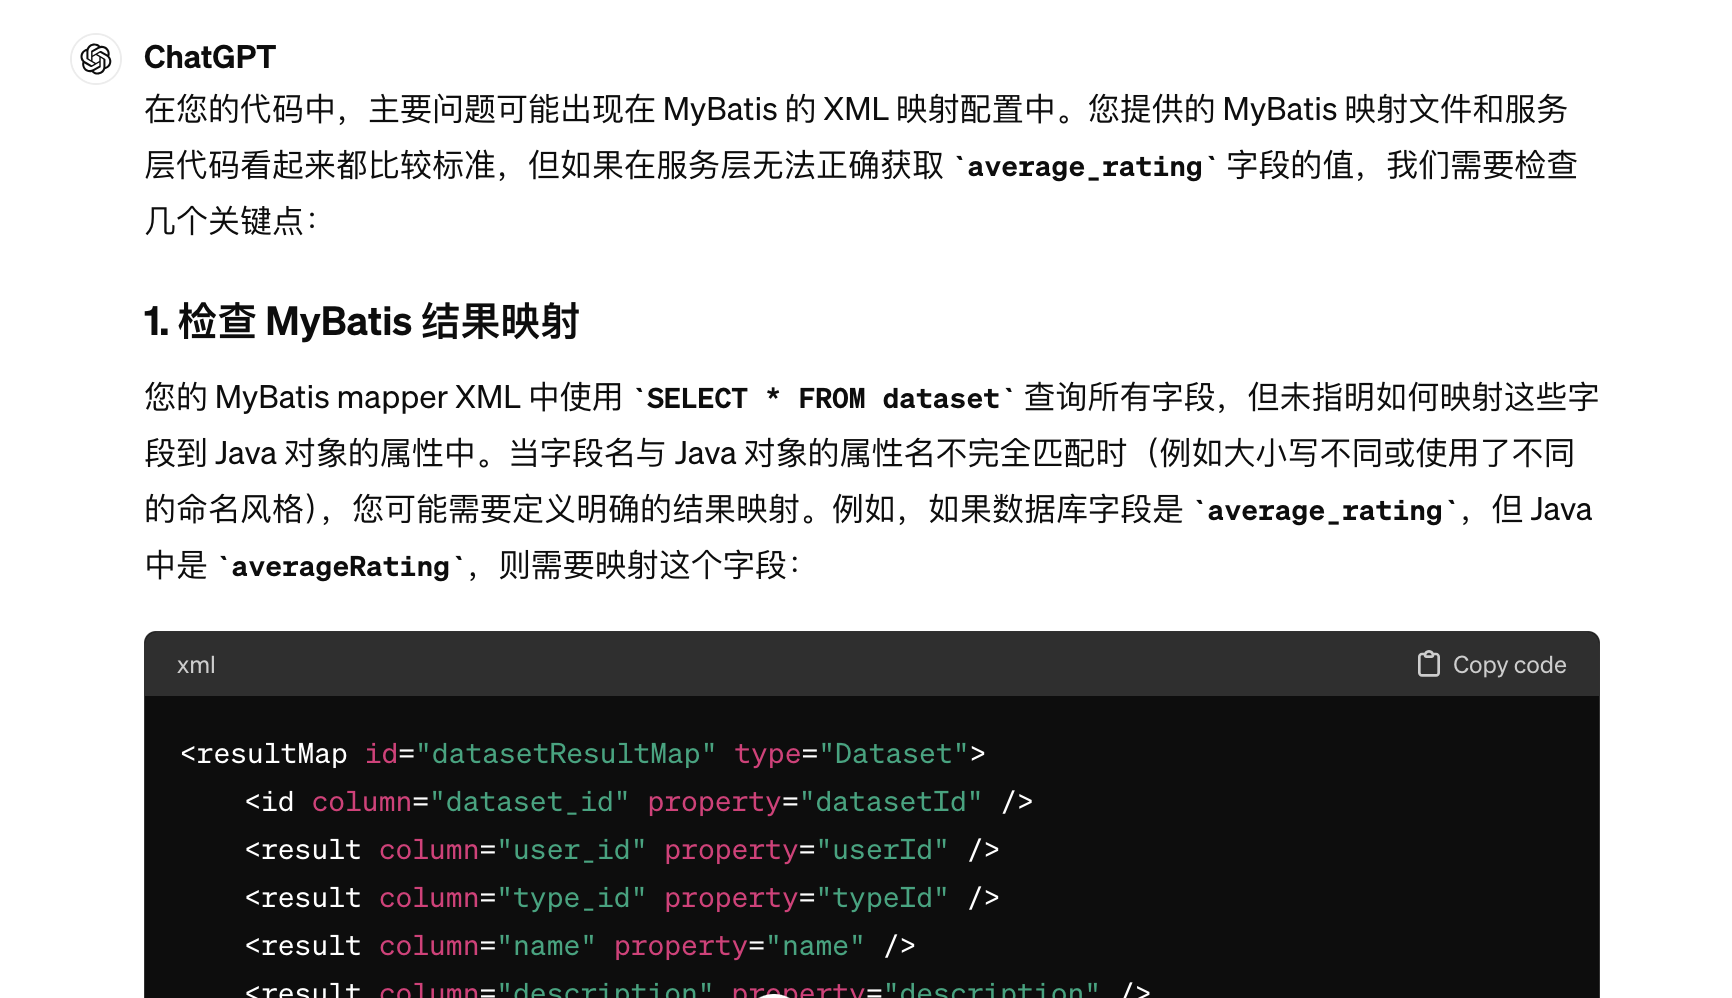 ChatGPT
在您的代码中，主要问题可能出现在 MyBatis 的 XML 映射配置中。您提供的 MyBatis 映射文件和服务
层代码看起来都比较标准，但如果在服务层无法正确获取 `average_rating` 字段的值，我们需要检查
几个关键点：
1. 检查 MyBatis 结果映射
您的 MyBatis mapper XML 中使用 `SELECT * FROM dataset` 查询所有字段，但未指明如何映射这些字
段到 Java 对象的属性中。当字段名与 Java 对象的属性名不完全匹配时（例如大小写不同或使用了不同
的命名风格），您可能需要定义明确的结果映射。例如，如果数据库字段是 `average_rating`，但 Java
中是 `averageRating`，则需要映射这个字段：
xml
Copy code
<resultMap id="datasetResultMap" type="Dataset">
<id column="dataset_id" property="datasetId" />
<result column="user_id" property="userId" />
<result column="type_id" property="typeId" />
<result column="name" property="name" />
<result column="description" property="description" />